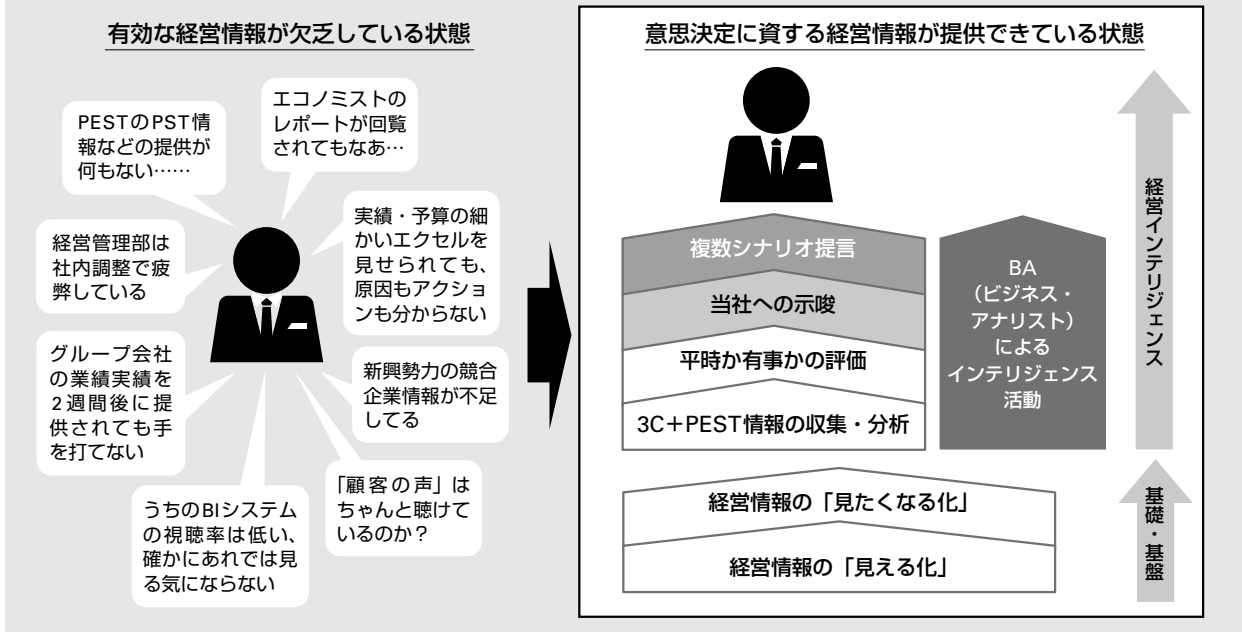 有効な経営情報が欠乏している状態
PESTのPST情
報などの提供が
何もない……
エコノミストの
レポートが回覧
されてもなあ…
経営管理部は
社内調整で疲
弊している
実績・予算の細
かいエクセルを
見せられても、
原因もアクショ
ンも分からない
グループ会社
の業績実績を
2週間後に提
供されても手
を打てない
新興勢力の競合
企業情報が不足
してる
うちのBIシステム
の視聴率は低い、
確かにあれでは見
る気にならない
「顧客の声」は
ちゃんと聴けて
いるのか？
意思決定に資する経営情報が提供できている状態
複数シナリオ提言
当社への示唆
平時か有事かの評価
3C＋PEST情報の収集・分析
BA
（ビジネス・
アナリスト）
による
インテリジェンス
活動
経営インテリジェンス
経営情報の「見たくなる化」
経営情報の「見える化」
基礎・基盤